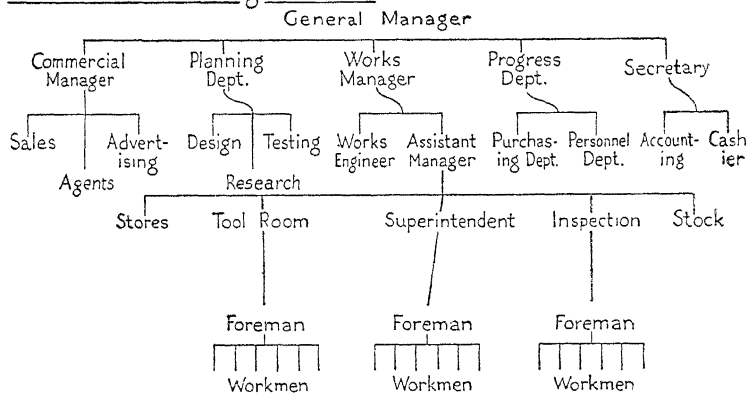 General Manager
Commercial Planning Works Progress Secretary
Manager Dept. Manager Dept.
Sales Advert- Design Testing Works Assistant Purchas- Personnel Account- Cash
ising Engineer Manager ing Dept. Dept. ing ier
Agents Research
Stores Tool Room Superintendent Inspection Stock
Foreman Foreman Foreman
Workmen Workmen Workmen